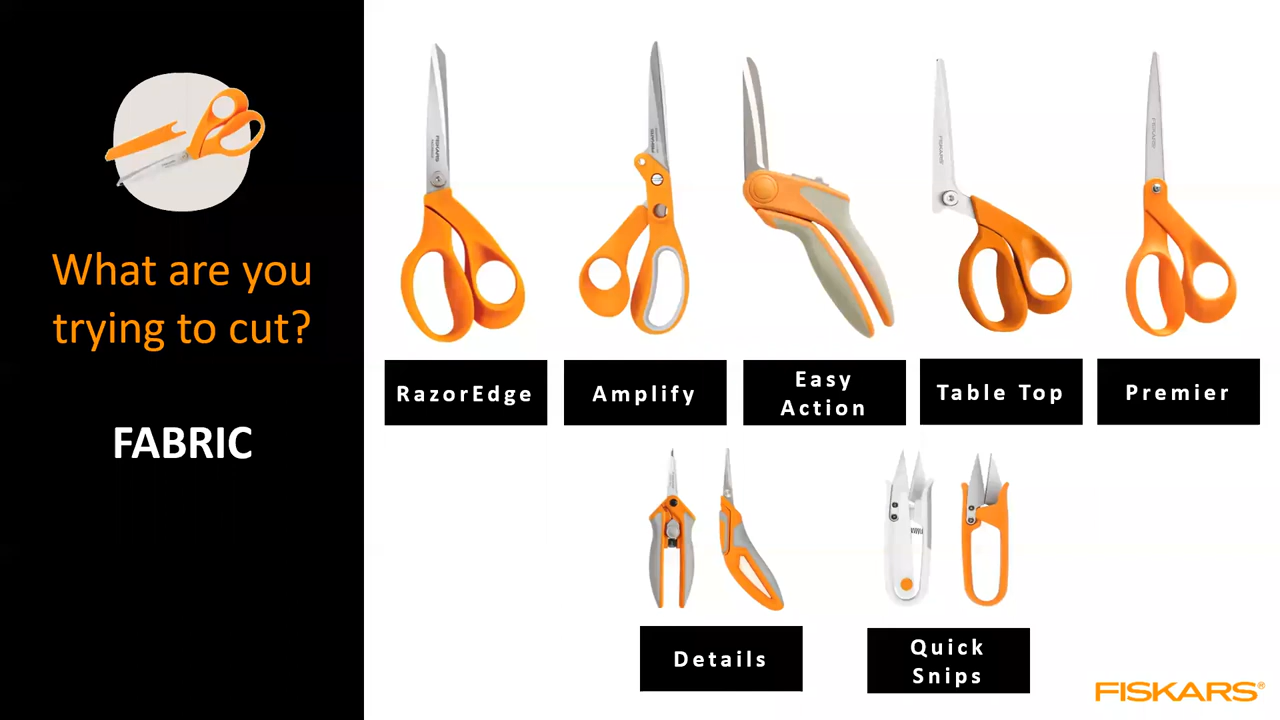 What are you
trying to cut?
FABRIC
RazorEdge
Amplify
Easy
Action
Table Top
Premier
Details
Quick
Snips
FISKARS®